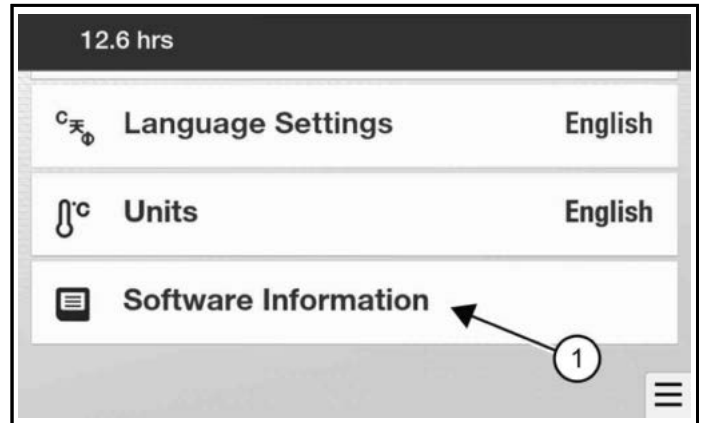 12.6 hrs
Language Settings English
Units English
Software Information
1